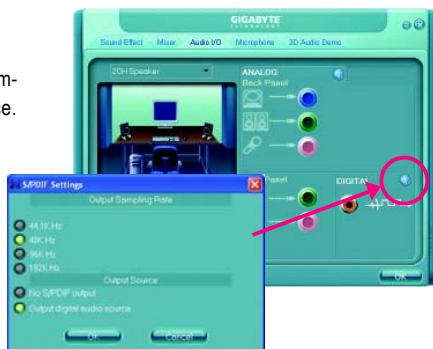 m-
ce.
GIGABYTE
TECHNOLOGY
Sound Effect Mixer Audio I/O Microphone 3D Audio Demo
2CH Speaker
ANALOG
Back Panel
Panel
DIGITAL
OK
S/PDIF Settings
Output Sampling Rate
44.1K Hz
48K Hz
96K Hz
192K Hz
Output Source
No S/PDIF output
Output digital audio source
OK Cancel